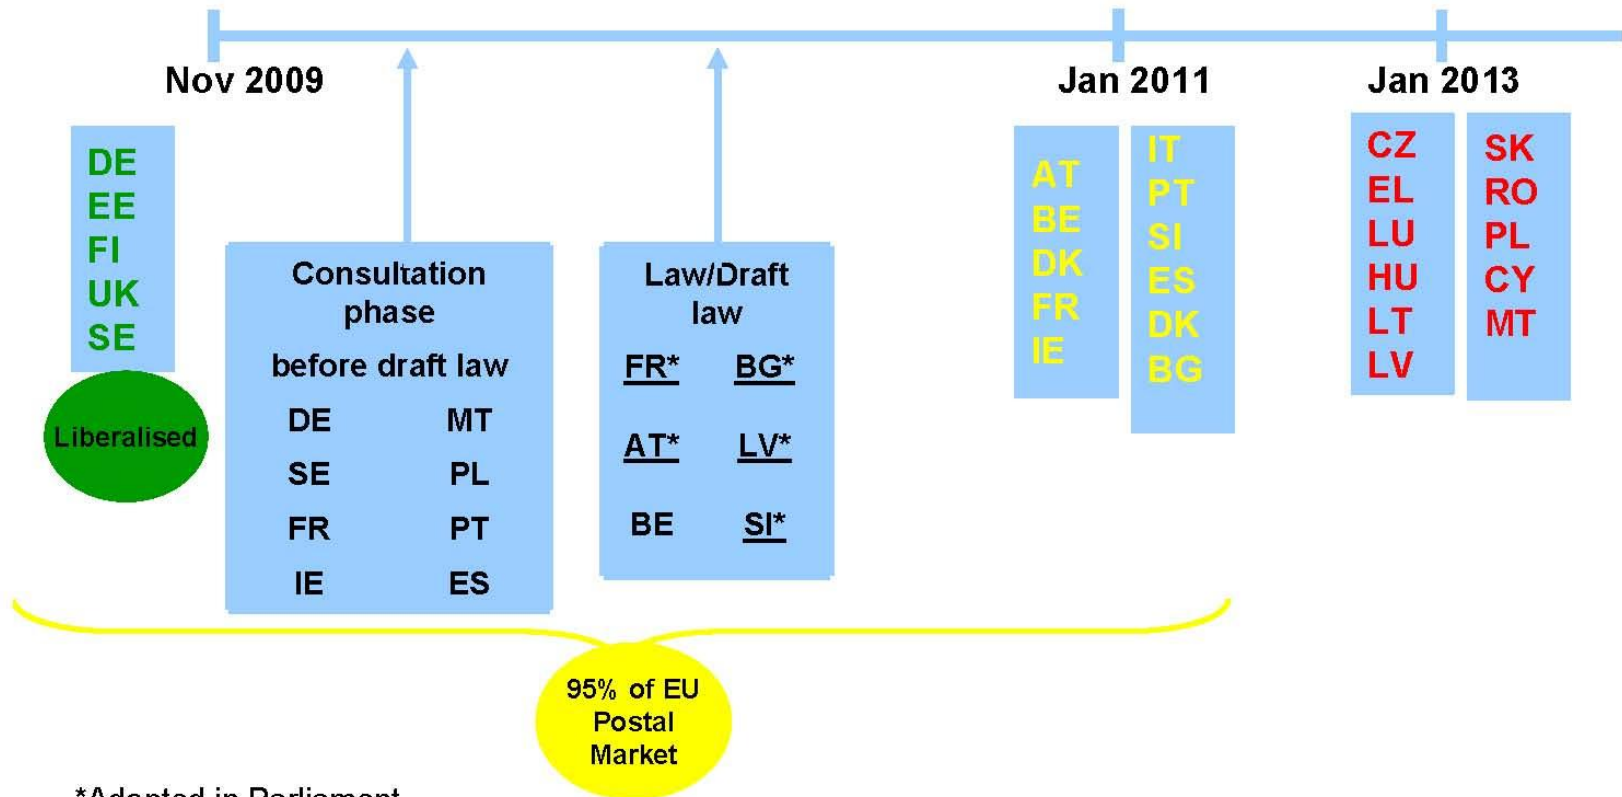 Nov 2009
Jan 2011
Jan 2013
DE
EE
FI
UK
SE
Liberalised
Consultation
phase
before draft law
DE MT
SE PL
FR PT
IE ES
Law/Draft
law
FR* BG*
AT* LV*
BE SI*
AT
BE
DK
FR
IE
IT
PT
SI
ES
DK
BG
CZ
EL
LU
HU
LT
LV
SK
RO
PL
CY
MT
95% of EU
Postal
Market
*Adopted in Parliament